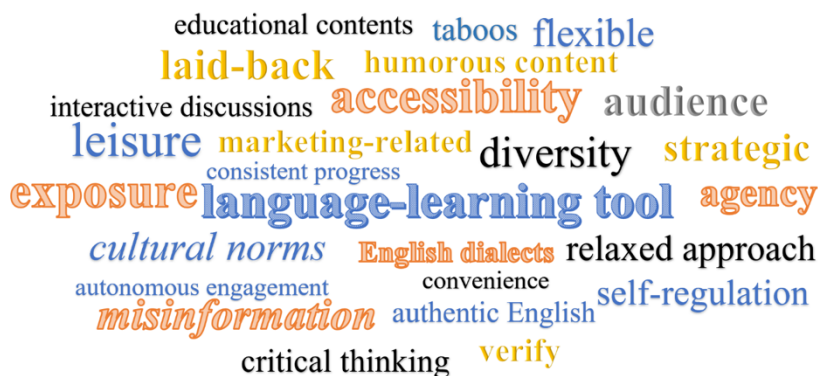 educational contents taboos flexible
laid-back humorous content
interactive discussions accessibility audience
leisure marketing-related diversity strategic
consistent progress
exposure language-learning tool agency
cultural norms English dialects relaxed approach
autonomous engagement convenience self-regulation
misinformation authentic English
critical thinking verify